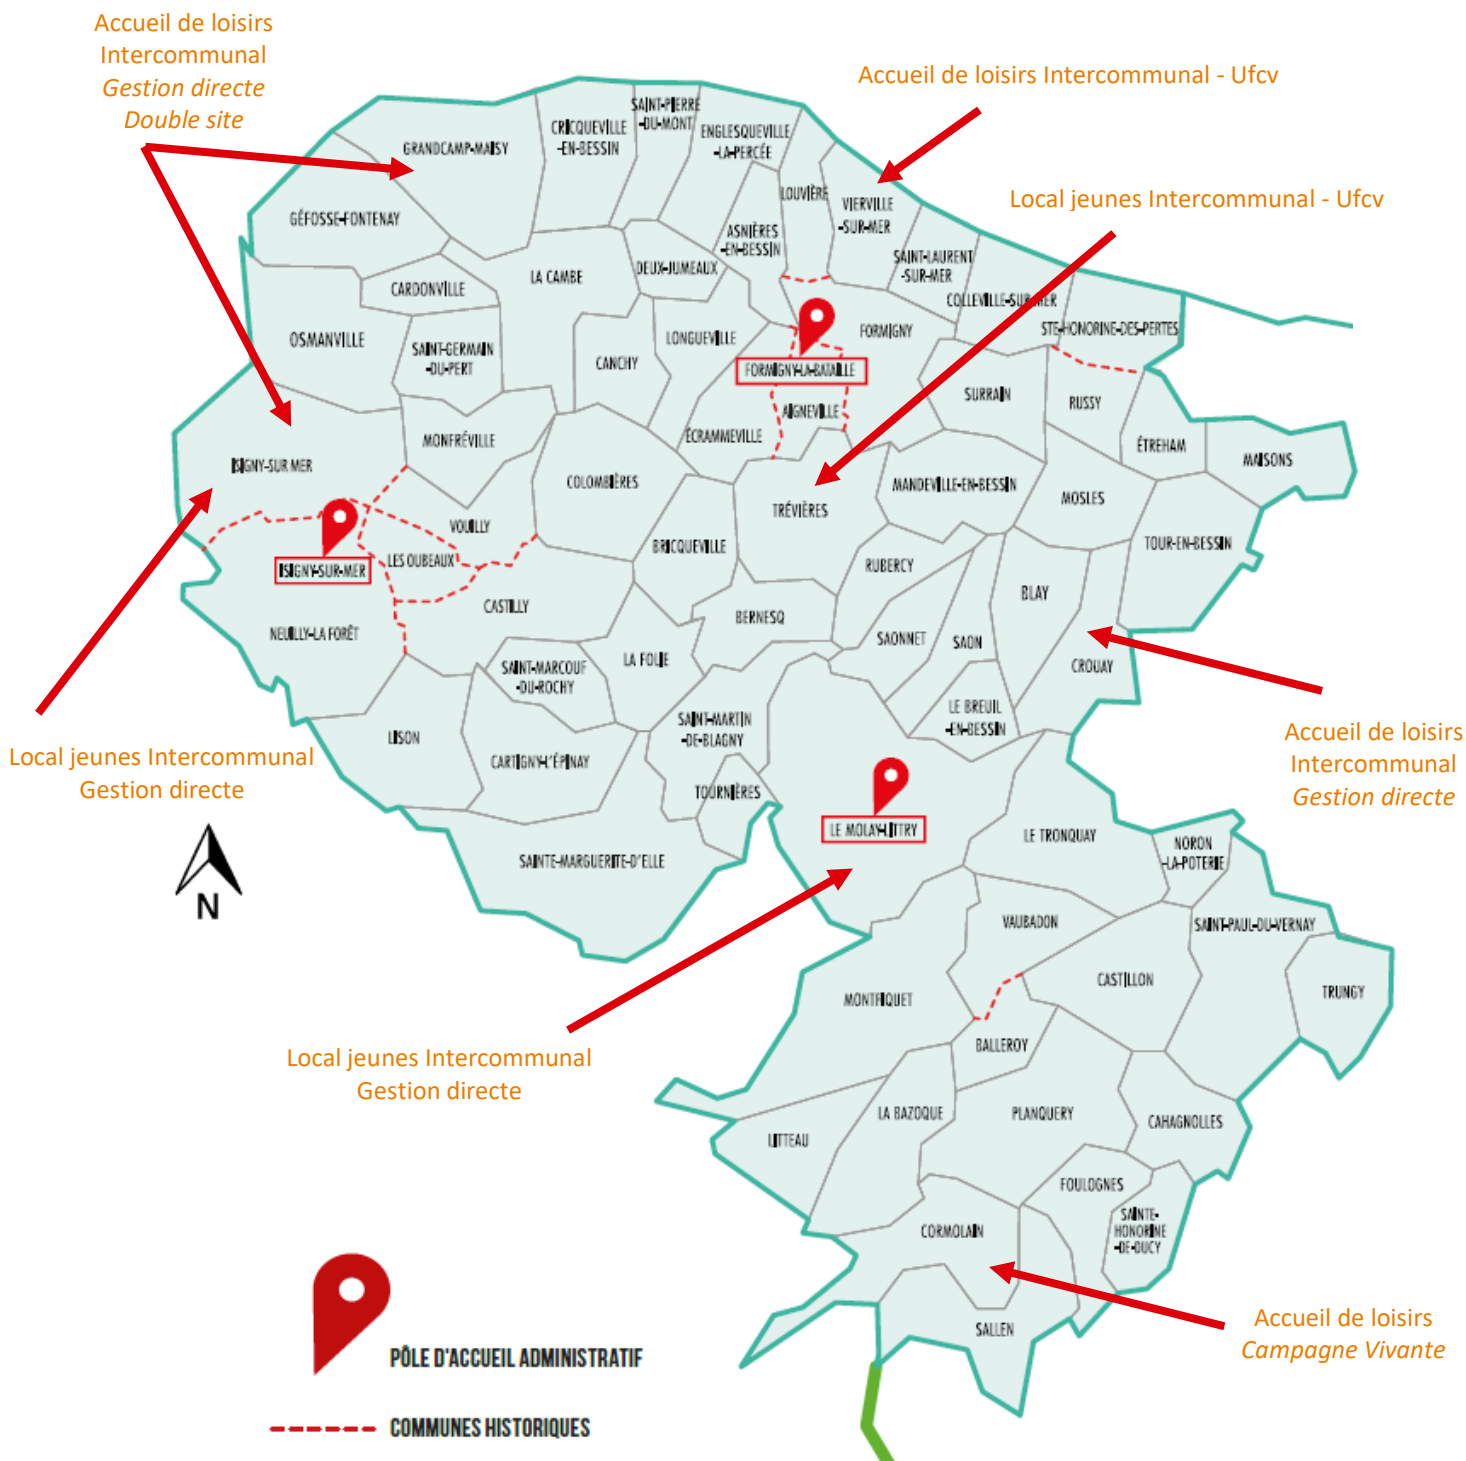 Accueil de loisirs
Intercommunal
Gestion directe
Double site
Accueil de loisirs Intercommunal - Ufcv
Local jeunes Intercommunal - Ufcv
SAINT-PIERRE
-DU-MONT
CRICQUEVILLE
-EN-BESSIN
ENGLESQUEVILLE
-LA-PERCÉE
GRANDCAMP-MAISY
LOUVIÈRE
VIERVILLE
-SUR-MER
GÉFOSSE-FONTENAY
ASNIÈRES
-EN-BESSIN
SAINT-LAURENT
-SUR-MER
DEUX-JUMEAUX
LA CAMBE
CARDONVILLE
COLLEVILLE-SUR-MER
STE-HONORINE-DES-PERTES
OSMANVILLE
LONGUEVILLE
FORMIGNY
SAINT-GERMAIN
-DU-PERT
CANCHY
FORMIGNY-LA-BATAILLE
SURRAIN
RUSSY
AIGNEVILLE
MONFRÉVILLE
ÉCRAMMEVILLE
ÉTREHAM
MAISONS
ISIGNY-SUR MER
COLOMBIÈRES
MANDEVILLE-EN-BESSIN
MOSLES
TRÉVIÈRES
VOUILLY
BRICQUEVILLE
TOUR-EN-BESSIN
LES OUBEAUX
ISIGNY-SUR-MER
RUBERCY
BLAY
CASTILLY
BERNESQ
NEUILLY-LA FORÊT
SAONNET
SAON
LA FOLIE
SAINT-MARCOUF
-DU-ROCHY
CROUAY
LE BREUIL
-EN-BESSIN
SAINT-MARTIN
-DE-BLAGNY
LISON
CARTIGNY-L'ÉPINAY
TOURNIÈRES
LE MOLAY-LITTRY
LE TRONQUAY
NORON
-LA-POTERIE
SAINTE-MARGUERITE-D'ELLE
Local jeunes Intercommunal
Gestion directe
Accueil de loisirs
Intercommunal
Gestion directe
N
VAUBADON
SAINT-PAUL-DU-VERNAY
CASTILLON
MONTFIQUET
TRUNGY
BALLEROY
Local jeunes Intercommunal
Gestion directe
LA BAZOQUE
PLANQUERY
CAHAGNOLLES
LITTEAU
FOULOGNES
SAINTE-
HONORINE
-DE-DUCY
CORMOLAIN
SALLEN
Accueil de loisirs
Campagne Vivante
PÔLE D'ACCUEIL ADMINISTRATIF
COMMUNES HISTORIQUES